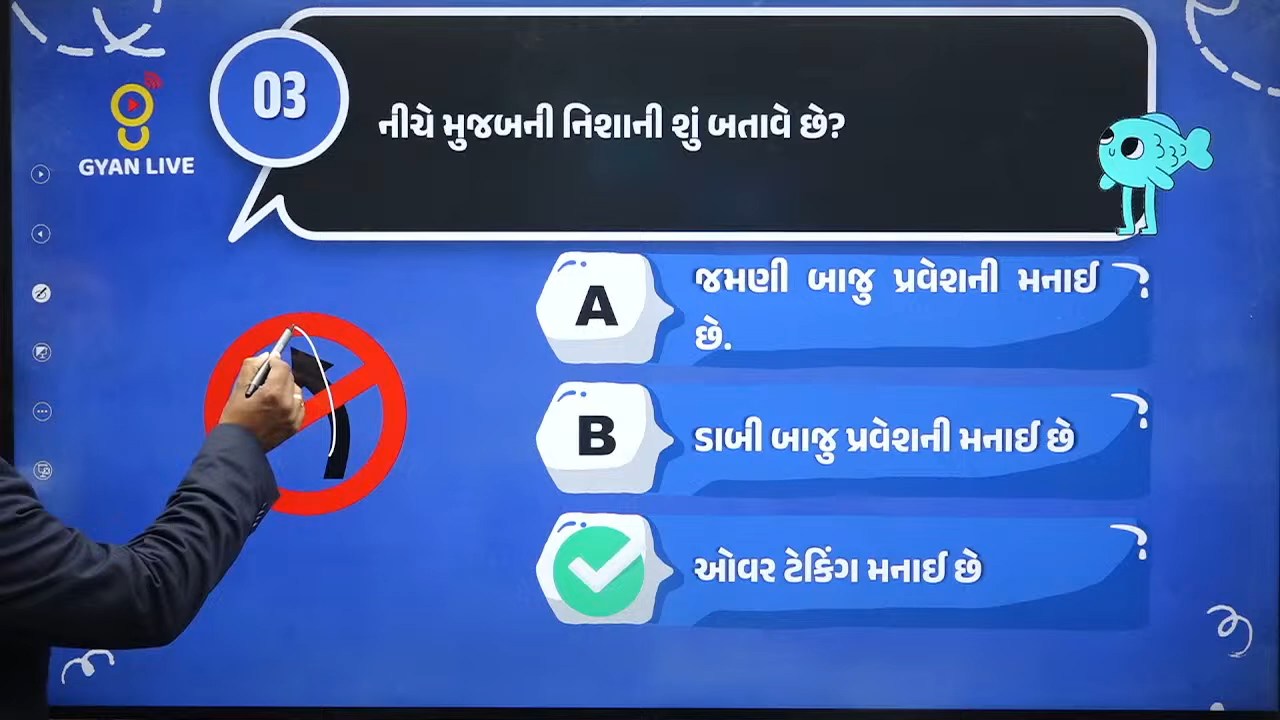 03
નીચે મુજબની નિશાની શું બતાવે છે?
GYAN LIVE
A
જમણી બાજુ પ્રવેશની મનાઈ
છે.
B
ડાબી બાજુ પ્રવેશની મનાઈ છે
ઓવર ટેકિંગ મનાઈ છે